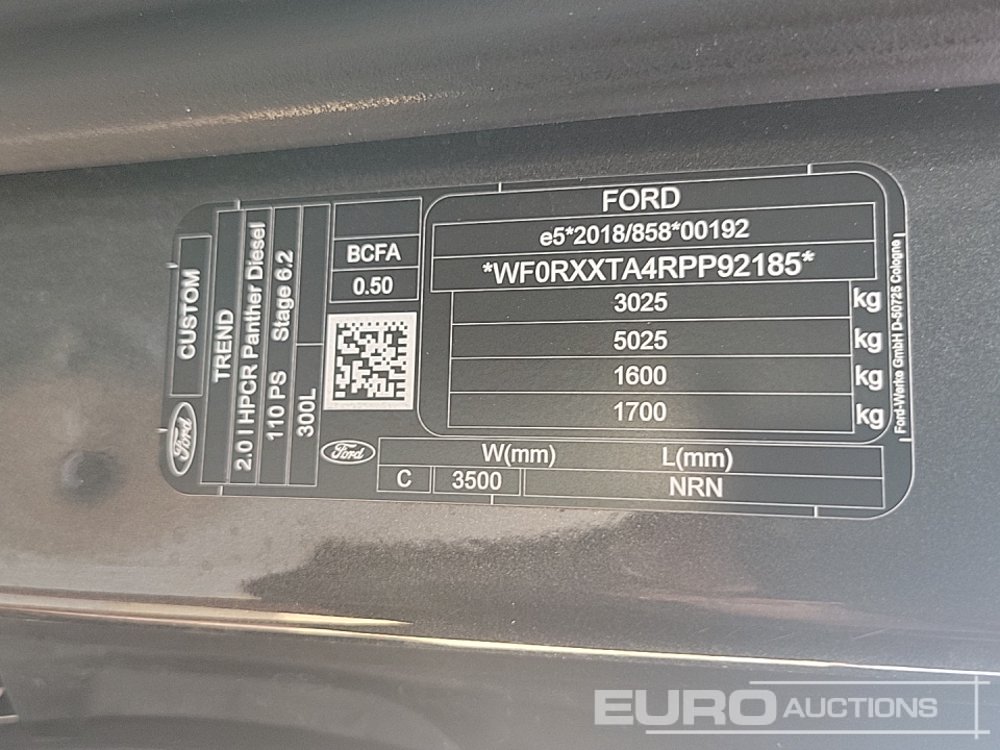 CUSTOM
Ford
TREND
2.0 l HPCR Panther Diesel
110 PS Stage 6.2
300L
BCFA
0.50
Ford
FORD
e5*2018/858*00192
*WF0RXXTA4RPP92185*
3025 kg
5025 kg
1600 kg
1700 kg
Ford-Werke GmbH D-50725 Cologne
W(mm) L(mm)
C 3500 NRN
EURO AUCTIONS